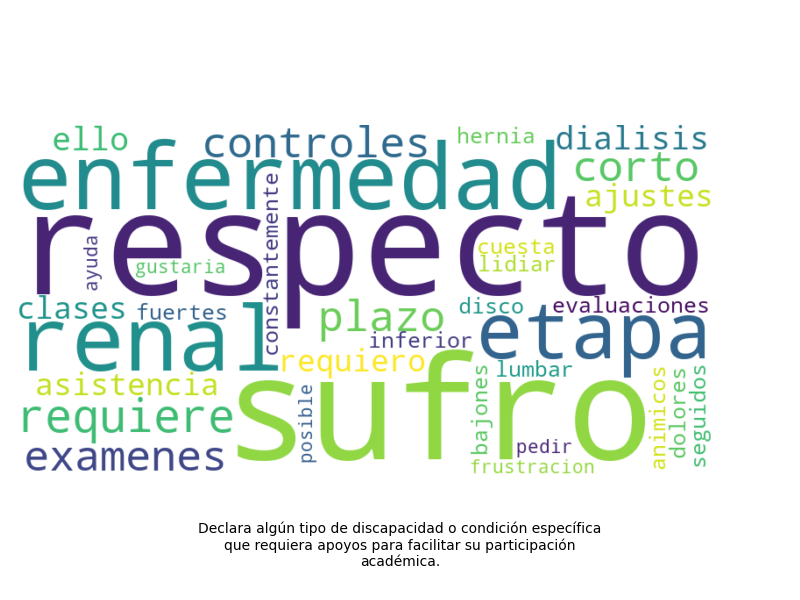 ello
controles
hernia
dialisis
enfermedad
corto
ajustes
constantemente
respecto
ayuda
gustaria
cuesta
lidiar
clases
fuertes
plazo
disco
evaluaciones
renal
inferior
etapa
requiero
lumbar
asistencia
sufro
posible
bajones
animicos
dolores
seguidos
requiere
pedir
examenes
frustracion
Declara algún tipo de discapacidad o condición específica
que requiera apoyos para facilitar su participación
académica.